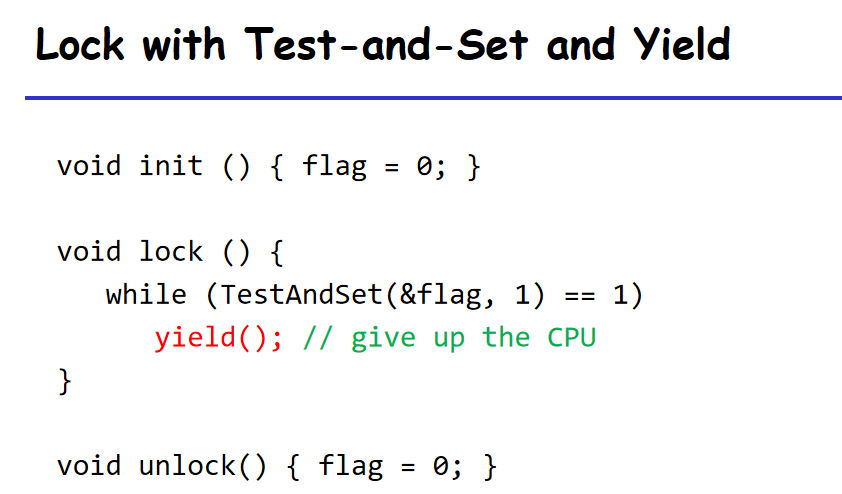 Lock with Test-and-Set and Yield
void init () { flag = 0; }
void lock () {
while (TestAndSet(&flag, 1) == 1)
yield(); // give up the CPU
}
void unlock() { flag = 0; }